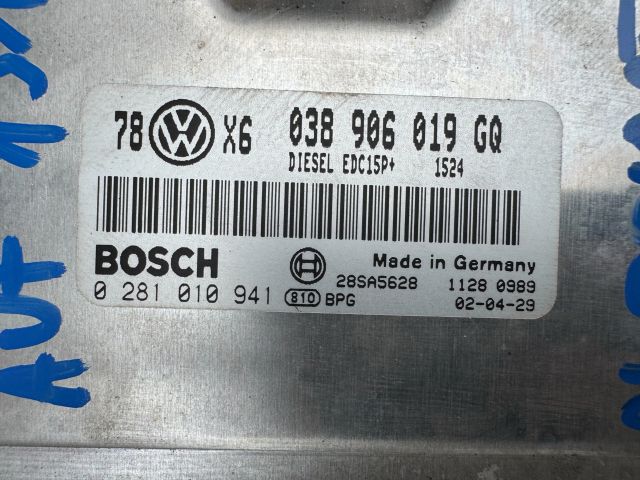 78 X6 038 906 019 GQ
DIESEL EDC15P+ 1524
BOSCH
Made in Germany
0 281 010 941
810 BPG
28SA5628 1128 0989
02-04-29